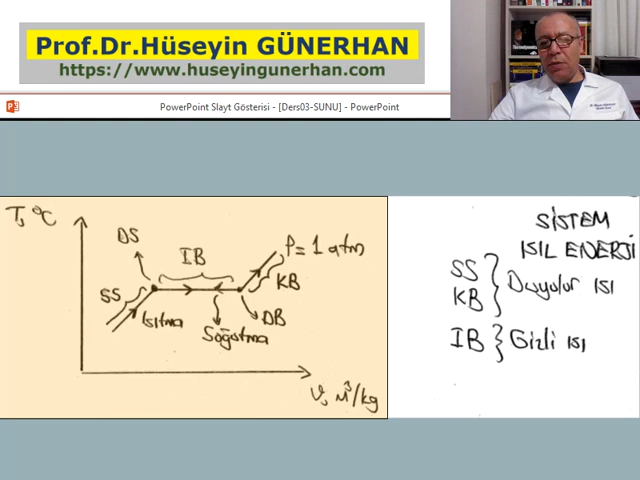 Prof.Dr.Hüseyin GÜNERHAN
https://www.huseyingunerhan.com
PowerPoint Slayt Gösterisi - [Ders03-SUNU] - PowerPoint
T, °C
DS
IB
P= 1 atm
SS
KB
Isıtma
Soğutma
DB
v, m³/kg
SİSTEM
ISIL ENERJİ
SS
KB
Duyulur ısı
IB
Gizli ısı